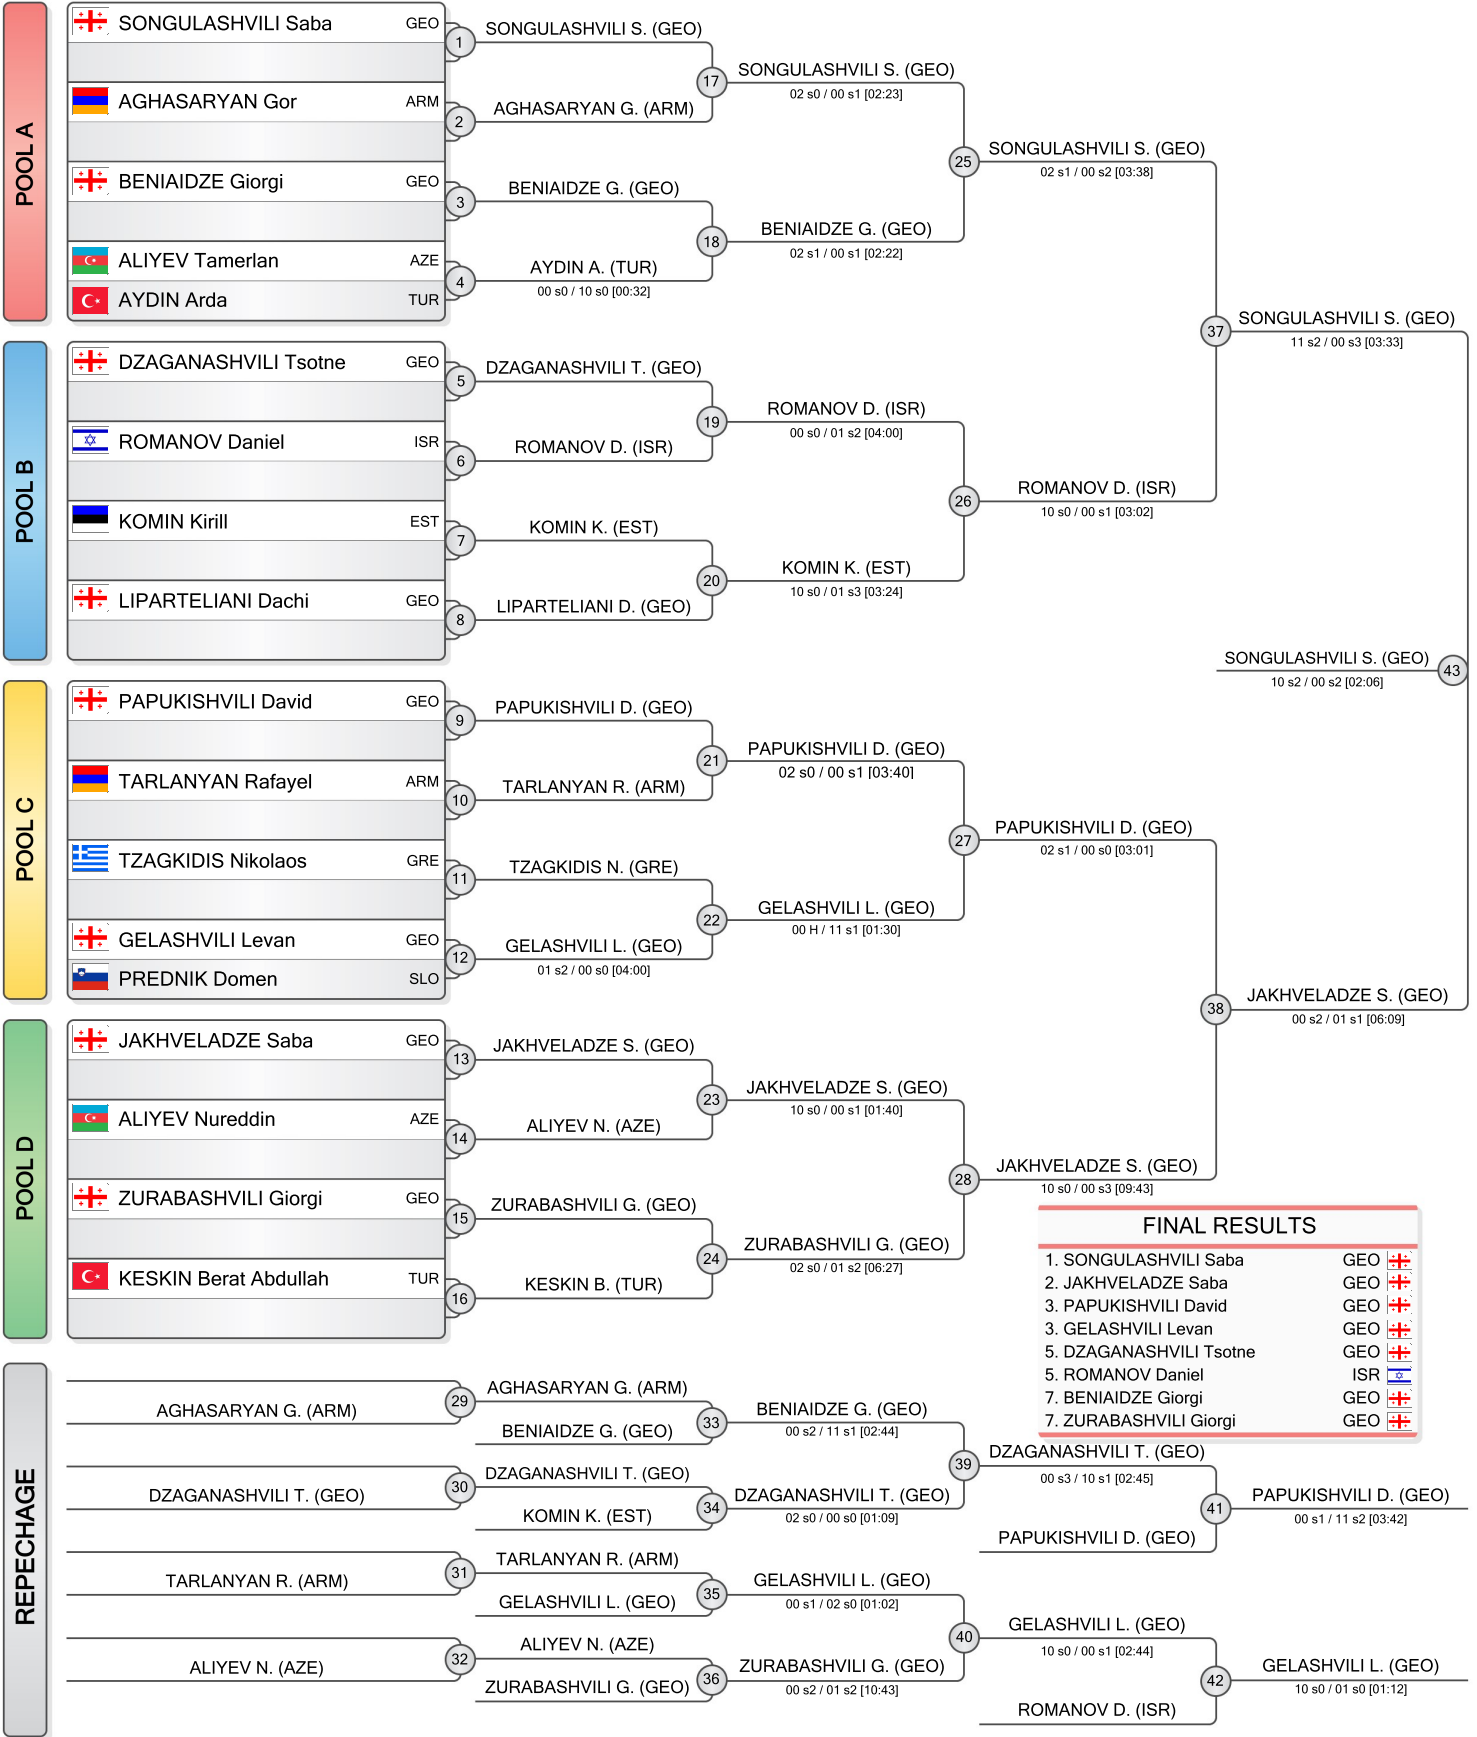 POOL A
SONGULASHVILI Saba GEO
AGHASARYAN Gor ARM
BENIAIDZE Giorgi GEO
ALIYEV Tamerlan AZE
AYDIN Arda TUR
1
2
3
4
SONGULASHVILI S. (GEO)
AGHASARYAN G. (ARM)
BENIAIDZE G. (GEO)
AYDIN A. (TUR)
00 s0 / 10 s0 [00:32]
17
18
SONGULASHVILI S. (GEO)
02 s0 / 00 s1 [02:23]
BENIAIDZE G. (GEO)
02 s1 / 00 s1 [02:22]
25
SONGULASHVILI S. (GEO)
02 s1 / 00 s2 [03:38]
POOL B
DZAGANASHVILI Tsotne GEO
ROMANOV Daniel ISR
KOMIN Kirill EST
LIPARTELIANI Dachi GEO
5
6
7
8
DZAGANASHVILI T. (GEO)
ROMANOV D. (ISR)
KOMIN K. (EST)
LIPARTELIANI D. (GEO)
19
20
ROMANOV D. (ISR)
00 s0 / 01 s2 [04:00]
KOMIN K. (EST)
10 s0 / 01 s3 [03:24]
26
ROMANOV D. (ISR)
10 s0 / 00 s1 [03:02]
37
SONGULASHVILI S. (GEO)
11 s2 / 00 s3 [03:33]
SONGULASHVILI S. (GEO)
10 s2 / 00 s2 [02:06]
43
POOL C
PAPUKISHVILI David GEO
TARLANYAN Rafayel ARM
TZAGKIDIS Nikolaos GRE
GELASHVILI Levan GEO
PREDNIK Domen SLO
9
10
11
12
PAPUKISHVILI D. (GEO)
TARLANYAN R. (ARM)
TZAGKIDIS N. (GRE)
GELASHVILI L. (GEO)
01 s2 / 00 s0 [04:00]
21
22
PAPUKISHVILI D. (GEO)
02 s0 / 00 s1 [03:40]
GELASHVILI L. (GEO)
00 H / 11 s1 [01:30]
27
PAPUKISHVILI D. (GEO)
02 s1 / 00 s0 [03:01]
POOL D
JAKHVELADZE Saba GEO
ALIYEV Nureddin AZE
ZURABASHVILI Giorgi GEO
KESKIN Berat Abdullah TUR
13
14
15
16
JAKHVELADZE S. (GEO)
ALIYEV N. (AZE)
ZURABASHVILI G. (GEO)
KESKIN B. (TUR)
23
24
JAKHVELADZE S. (GEO)
10 s0 / 00 s1 [01:40]
ZURABASHVILI G. (GEO)
02 s0 / 01 s2 [06:27]
28
JAKHVELADZE S. (GEO)
10 s0 / 00 s3 [09:43]
38
JAKHVELADZE S. (GEO)
00 s2 / 01 s1 [06:09]
FINAL RESULTS
1. SONGULASHVILI Saba GEO
2. JAKHVELADZE Saba GEO
3. PAPUKISHVILI David GEO
3. GELASHVILI Levan GEO
5. DZAGANASHVILI Tsotne GEO
5. ROMANOV Daniel ISR
7. BENIAIDZE Giorgi GEO
7. ZURABASHVILI Giorgi GEO
REPECHAGE
AGHASARYAN G. (ARM)
DZAGANASHVILI T. (GEO)
TARLANYAN R. (ARM)
ALIYEV N. (AZE)
29
30
31
32
AGHASARYAN G. (ARM)
BENIAIDZE G. (GEO)
DZAGANASHVILI T. (GEO)
KOMIN K. (EST)
TARLANYAN R. (ARM)
GELASHVILI L. (GEO)
ALIYEV N. (AZE)
ZURABASHVILI G. (GEO)
33
34
35
36
BENIAIDZE G. (GEO)
00 s2 / 11 s1 [02:44]
DZAGANASHVILI T. (GEO)
02 s0 / 00 s0 [01:09]
GELASHVILI L. (GEO)
00 s1 / 02 s0 [01:02]
ZURABASHVILI G. (GEO)
00 s2 / 01 s2 [10:43]
39
40
DZAGANASHVILI T. (GEO)
00 s3 / 10 s1 [02:45]
PAPUKISHVILI D. (GEO)
GELASHVILI L. (GEO)
10 s0 / 00 s1 [02:44]
ROMANOV D. (ISR)
41
42
PAPUKISHVILI D. (GEO)
00 s1 / 11 s2 [03:42]
GELASHVILI L. (GEO)
10 s0 / 01 s0 [01:12]